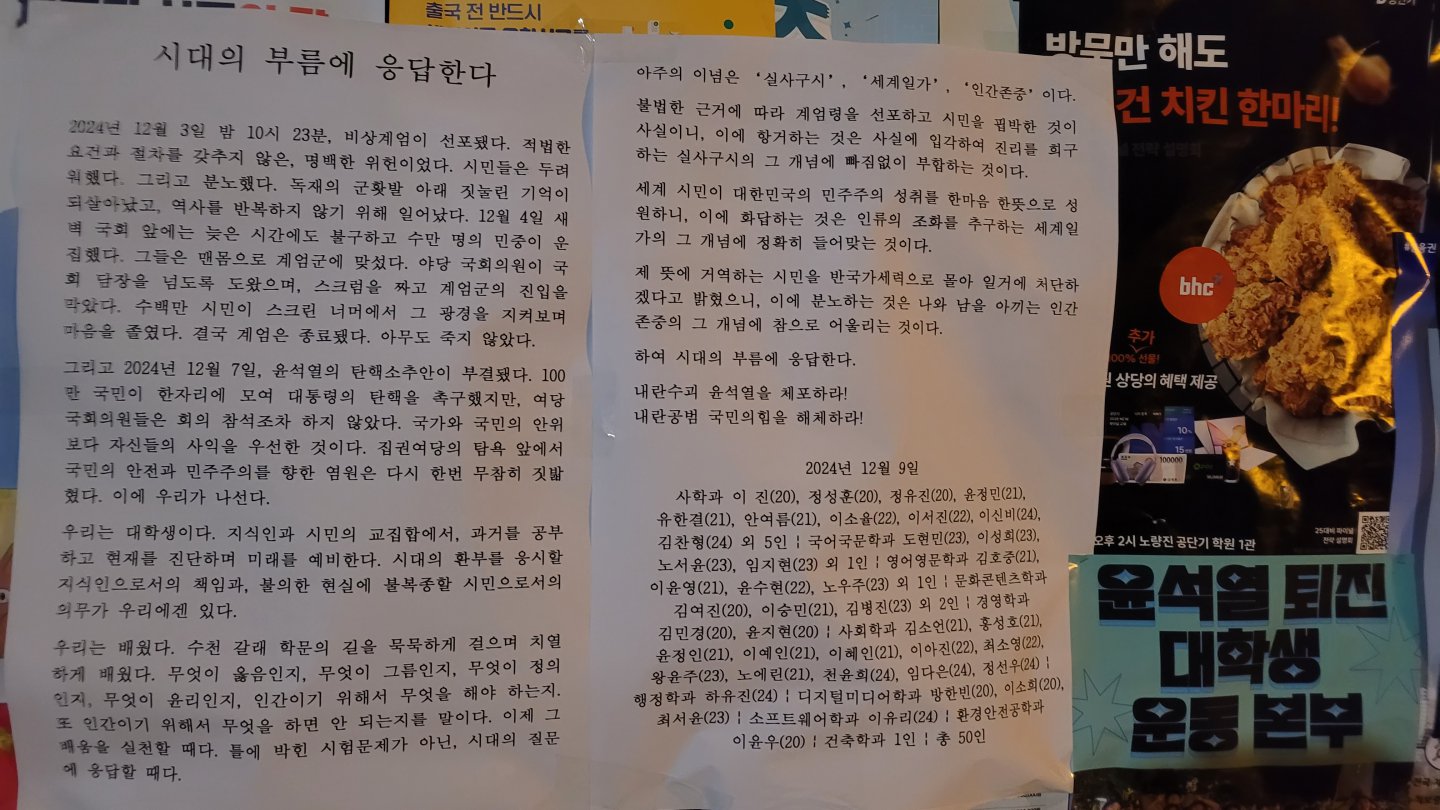 출국 전 반드시
시대의 부름에 응답한다
2024년 12월 3일 밤 10시 23분, 비상계엄이 선포됐다. 적법한
요건과 절차를 갖추지 않은, 명백한 위헌이었다. 시민들은 두려
워했다. 그리고 분노했다. 독재의 군홧발 아래 짓눌린 기억이
되살아났고, 역사를 반복하지 않기 위해 일어났다. 12월 4일 새
벽 국회 앞에는 늦은 시간에도 불구하고 수만 명의 민중이 운
집했다. 그들은 맨몸으로 계엄군에 맞섰다. 야당 국회의원이 국
회 담장을 넘도록 도왔으며, 스크럼을 짜고 계엄군의 진입을
막았다. 수백만 시민이 스크린 너머에서 그 광경을 지켜보며
마음을 졸였다. 결국 계엄은 종료됐다. 아무도 죽지 않았다.
그리고 2024년 12월 7일, 윤석열의 탄핵소추안이 부결됐다. 100
만 국민이 한자리에 모여 대통령의 탄핵을 촉구했지만, 여당
국회의원들은 회의 참석조차 하지 않았다. 국가와 국민의 안위
보다 자신들의 사익을 우선한 것이다. 집권여당의 탐욕 앞에서
국민의 안전과 민주주의를 향한 염원은 다시 한번 무참히 짓밟
혔다. 이에 우리가 나선다.
우리는 대학생이다. 지식인과 시민의 교집합에서, 과거를 공부
하고 현재를 진단하며 미래를 예비한다. 시대의 환부를 응시할
지식인으로서의 책임과, 불의한 현실에 불복종할 시민으로서의
의무가 우리에겐 있다.
우리는 배웠다. 수천 갈래 학문의 길을 묵묵하게 걸으며 치열
하게 배웠다. 무엇이 옳음인지, 무엇이 그름인지, 무엇이 정의
인지, 무엇이 윤리인지, 인간이기 위해서 무엇을 해야 하는지.
또 인간이기 위해서 무엇을 하면 안 되는지를 말이다. 이제 그
배움을 실천할 때다. 틀에 박힌 시험문제가 아닌, 시대의 질문
에 응답할 때다.
아주의 이념은 ‘실사구시’, ‘세계일가’, ‘인간존중’이다.
불법한 근거에 따라 계엄령을 선포하고 시민을 핍박한 것이
사실이니, 이에 항거하는 것은 사실에 입각하여 진리를 희구
하는 실사구시의 그 개념에 빠짐없이 부합하는 것이다.
세계 시민이 대한민국의 민주주의 성취를 한마음 한뜻으로 성
원하니, 이에 화답하는 것은 인류의 조화를 추구하는 세계일
가의 그 개념에 정확히 들어맞는 것이다.
제 뜻에 거역하는 시민을 반국가세력으로 몰아 일거에 처단하
겠다고 밝혔으니, 이에 분노하는 것은 나와 남을 아끼는 인간
존중의 그 개념에 참으로 어울리는 것이다.
하여 시대의 부름에 응답한다.
내란수괴 윤석열을 체포하라!
내란공범 국민의힘을 해체하라!
2024년 12월 9일
사학과 이 진(20), 정성훈(20), 정유진(20), 윤정민(21),
유한결(21), 안여름(21), 이소율(22), 이서진(22), 이신비(24),
김찬형(24) 외 5인 ¦ 국어국문학과 도현민(23), 이성희(23),
노서윤(23), 임지현(23) 외 1인 ¦ 영어영문학과 김호중(21),
이윤영(21), 윤수현(22), 노우주(23) 외 1인 ¦ 문화콘텐츠학과
김여진(20), 이승민(21), 김병진(23) 외 2인 ¦ 경영학과
김민경(20), 윤지현(20) ¦ 사회학과 김소언(21), 홍성호(21),
윤정인(21), 이예인(21), 이혜인(21), 이아진(22), 최소영(22),
왕윤주(23), 노에린(21), 천윤희(24), 임다은(24), 정선우(24) ¦
행정학과 하유진(24) ¦ 디지털미디어학과 방한빈(20), 이소희(20),
최서윤(23) ¦ 소프트웨어학과 이유리(24) ¦ 환경안전공학과
이윤우(20) ¦ 건축학과 1인 ¦ 총 50인
방문만 해도
건 치킨 한마리!
전략 설명회
bhc
추가
100% 선물!
원 상당의 혜택 제공
10%
15
100000
25대비 파이널
전략 설명회
오후 2시 노량진 공단기 학원 1관
윤석열 퇴진
대학생
운동 본부